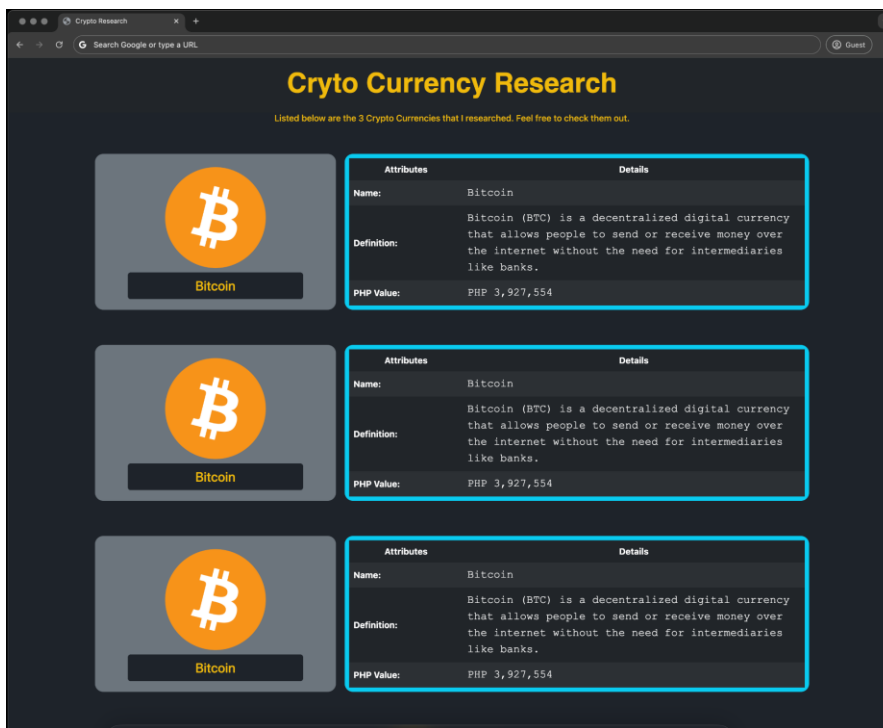 Crypto Research
Search Google or type a URL
Guest
Cryto Currency Research
Listed below are the 3 Crypto Currencies that I researched. Feel free to check them out.
Bitcoin
Attributes Details
Name: Bitcoin
Definition: Bitcoin (BTC) is a decentralized digital currency
that allows people to send or receive money over
the internet without the need for intermediaries
like banks.
PHP Value: PHP 3,927,554
Bitcoin
Attributes Details
Name: Bitcoin
Definition: Bitcoin (BTC) is a decentralized digital currency
that allows people to send or receive money over
the internet without the need for intermediaries
like banks.
PHP Value: PHP 3,927,554
Bitcoin
Attributes Details
Name: Bitcoin
Definition: Bitcoin (BTC) is a decentralized digital currency
that allows people to send or receive money over
the internet without the need for intermediaries
like banks.
PHP Value: PHP 3,927,554